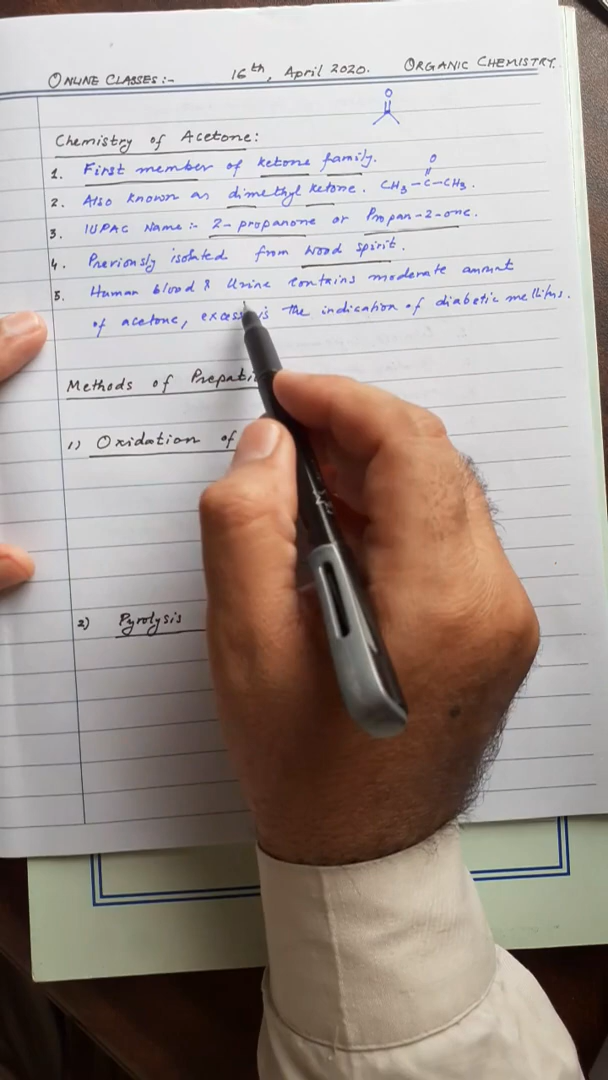 ONLINE CLASSES:- 16th, April 2020. ORGANIC CHEMISTRY.
O
Chemistry of Acetone:
1. First member of ketone family.
O
2. Also known as dimethyl ketone. CH3-C-CH3.
3. IUPAC Name:- 2-propanone or Propan-2-one.
4. Previously isolated from wood spirit.
5. Human blood & Urine contains moderate amount
of acetone, excess is the indication of diabetic mellitus.
Methods of
1) Oxidation of
2) Pyrolysis